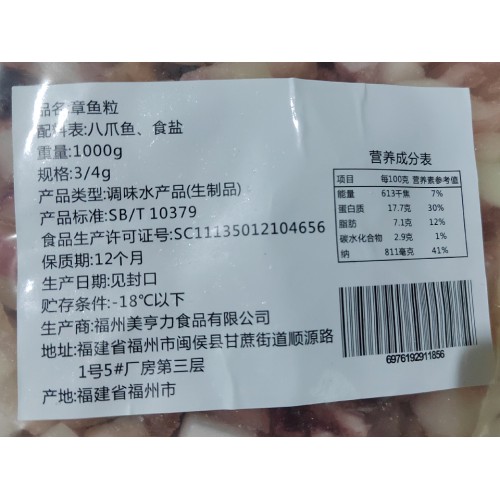 品名:章鱼粒
配料表:八爪鱼、食盐
重量:1000g
规格:3/4g
产品类型:调味水产品(生制品)
产品标准:SB/T 10379
食品生产许可证号:SC11135012104656
保质期:12个月
生产日期:见封口
贮存条件:-18℃以下
生产商:福州美亨力食品有限公司
地址:福建省福州市闽侯县甘蔗街道顺源路
1号5#厂房第三层
产地:福建省福州市
营养成分表
项目 每100克 营养素参考值
能量 613千焦 7%
蛋白质 17.7克 30%
脂肪 7.1克 12%
碳水化合物 2.9克 1%
钠 811毫克 41%
6976192911856